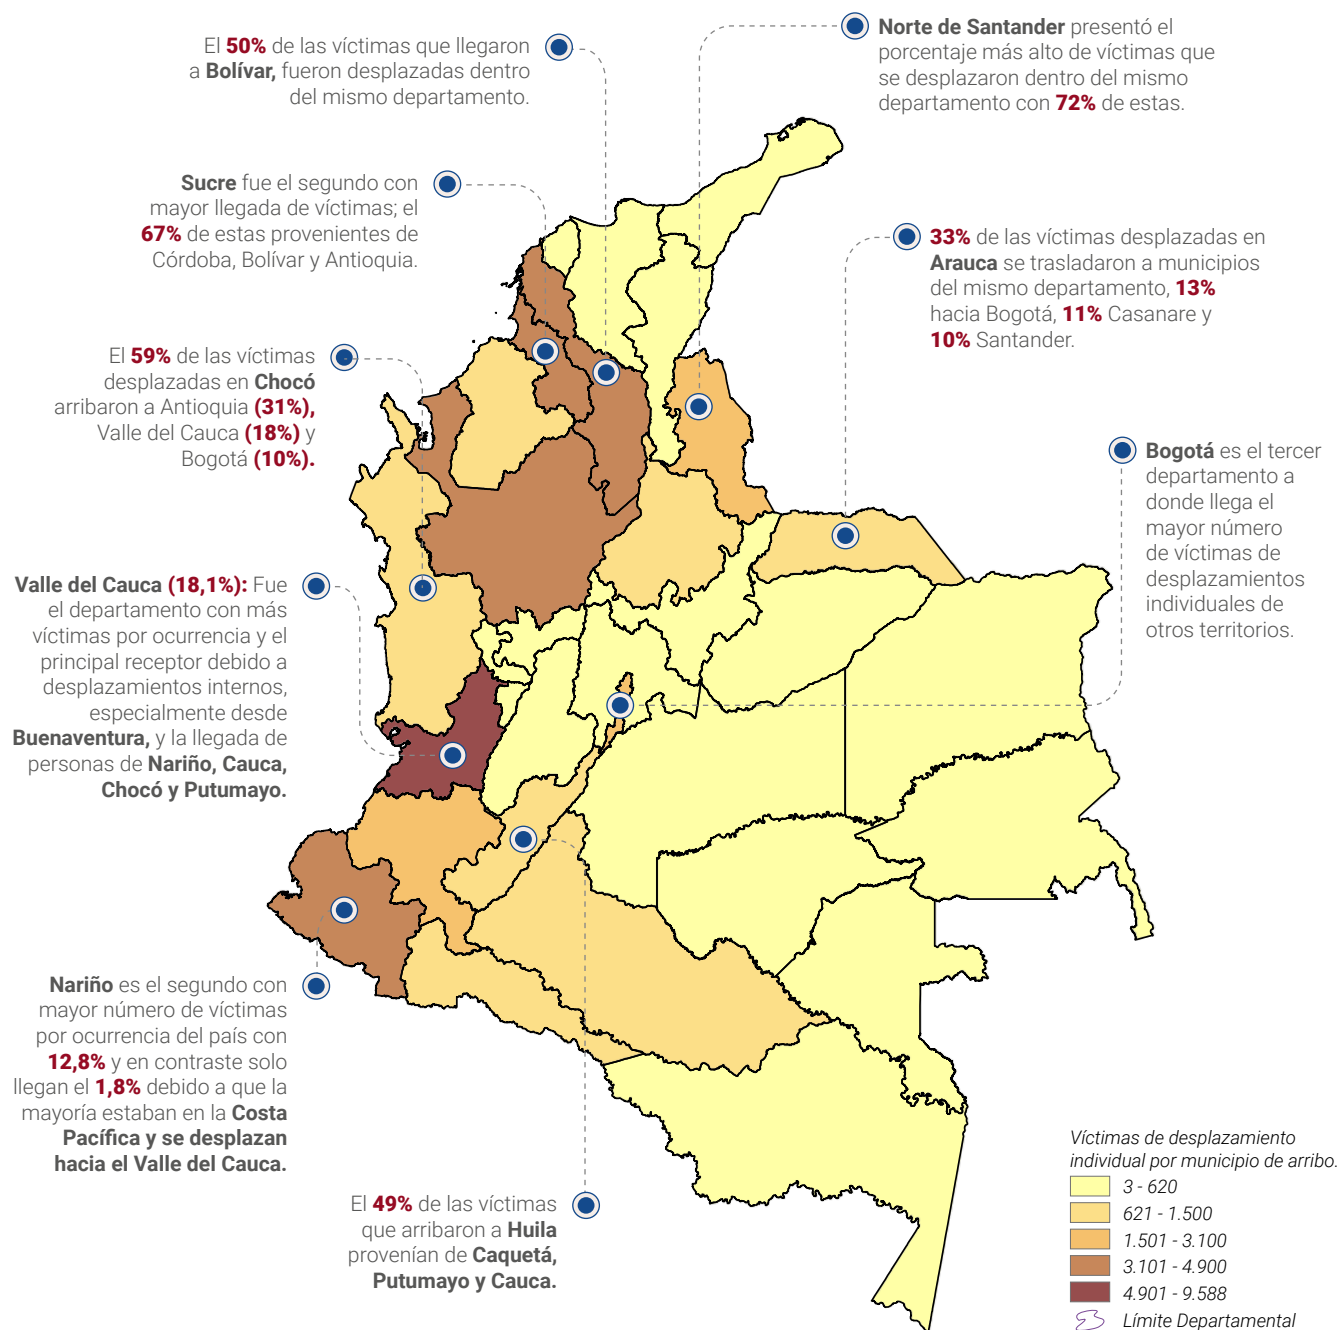 El 50% de las víctimas que llegaron
a Bolívar, fueron desplazadas dentro
del mismo departamento.
Norte de Santander presentó el
porcentaje más alto de víctimas que
se desplazaron dentro del mismo
departamento con 72% de estas.
Sucre fue el segundo con
mayor llegada de víctimas; el
67% de estas provenientes de
Córdoba, Bolívar y Antioquia.
33% de las víctimas desplazadas en
Arauca se trasladaron a municipios
del mismo departamento, 13%
hacia Bogotá, 11% Casanare y
10% Santander.
El 59% de las víctimas
desplazadas en Chocó
arribaron a Antioquia (31%),
Valle del Cauca (18%) y
Bogotá (10%).
Bogotá es el tercer
departamento a
donde llega el
mayor número
de víctimas de
desplazamientos
individuales de
otros territorios.
Valle del Cauca (18,1%): Fue
el departamento con más
víctimas por ocurrencia y el
principal receptor debido a
desplazamientos internos,
especialmente desde
Buenaventura, y la llegada de
personas de Nariño, Cauca,
Chocó y Putumayo.
Nariño es el segundo con
mayor número de víctimas
por ocurrencia del país con
12,8% y en contraste solo
llegan el 1,8% debido a que la
mayoría estaban en la Costa
Pacífica y se desplazan
hacia el Valle del Cauca.
El 49% de las víctimas
que arribaron a Huila
provenían de Caquetá,
Putumayo y Cauca.
Víctimas de desplazamiento
individual por municipio de arribo.
3 - 620
621 - 1.500
1.501 - 3.100
3.101 - 4.900
4.901 - 9.588
Límite Departamental